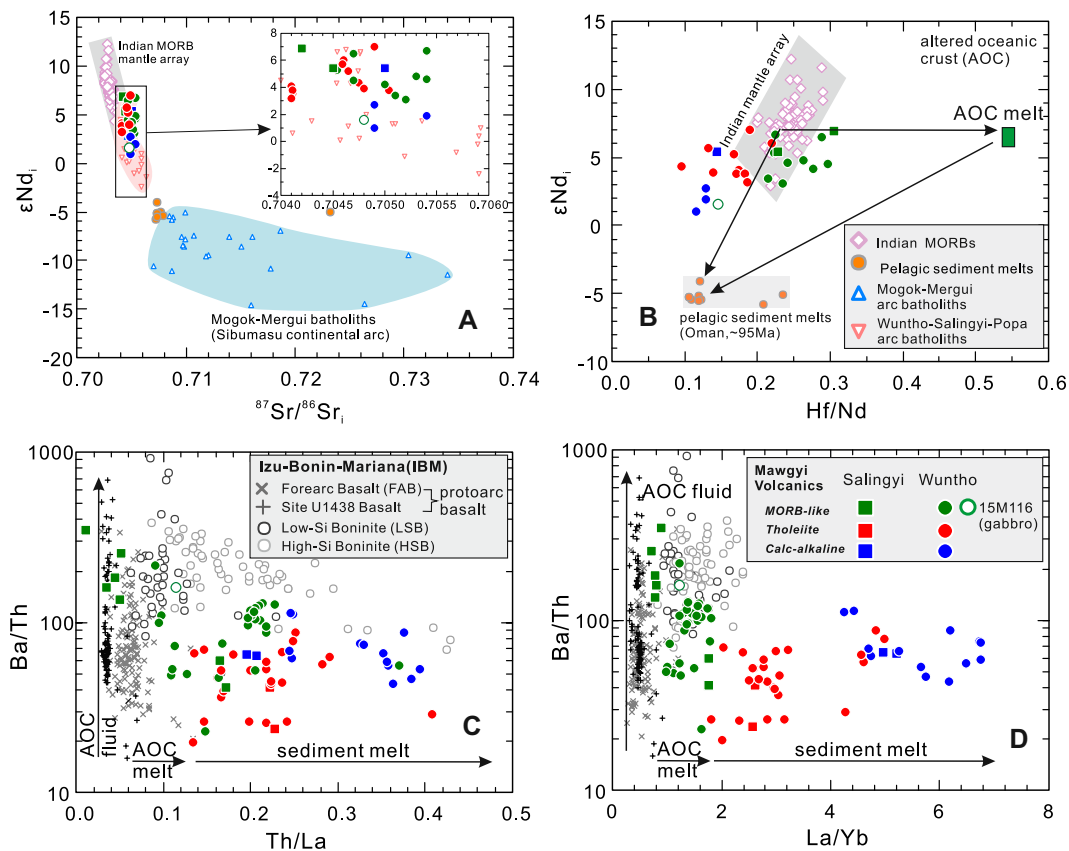 15
10
5
0
-5
-10
-15
-20
εNdi
Indian MORB
mantle array
8
7
6
4
2
0
-2
-4
0.704
0.705
0.705
0.706
Mogok-Mergui batholiths
(Sibumasu continental arc)
A
0.70
0.71
0.72
0.73
0.74
87Sr/86Sri
15
10
5
0
-5
-10
εNdi
Indian mantle array
altered oceanic
crust (AOC)
AOC melt
pelagic sediment melts
(Oman,~95Ma)
B
Indian MORBs
Pelagic sediment melts
Mogok-Mergui
arc batholiths
Wuntho-Salingyi-Popa
arc batholiths
0.0
0.1
0.2
0.3
0.4
0.5
0.6
Hf/Nd
1000
100
10
Ba/Th
Izu-Bonin-Mariana(IBM)
Forearc Basalt (FAB)
Site U1438 Basalt
protoarc
basalt
Low-Si Boninite (LSB)
High-Si Boninite (HSB)
AOC
fluid
AOC
melt
sediment melt
C
0.0
0.1
0.2
0.3
0.4
0.5
Th/La
1000
100
10
Ba/Th
AOC fluid
Mawgyi
Volcanics
Salingyi
Wuntho
MORB-like
15M116
(gabbro)
Tholeiite
Calc-alkaline
AOC
melt
sediment melt
D
0
2
4
6
8
La/Yb